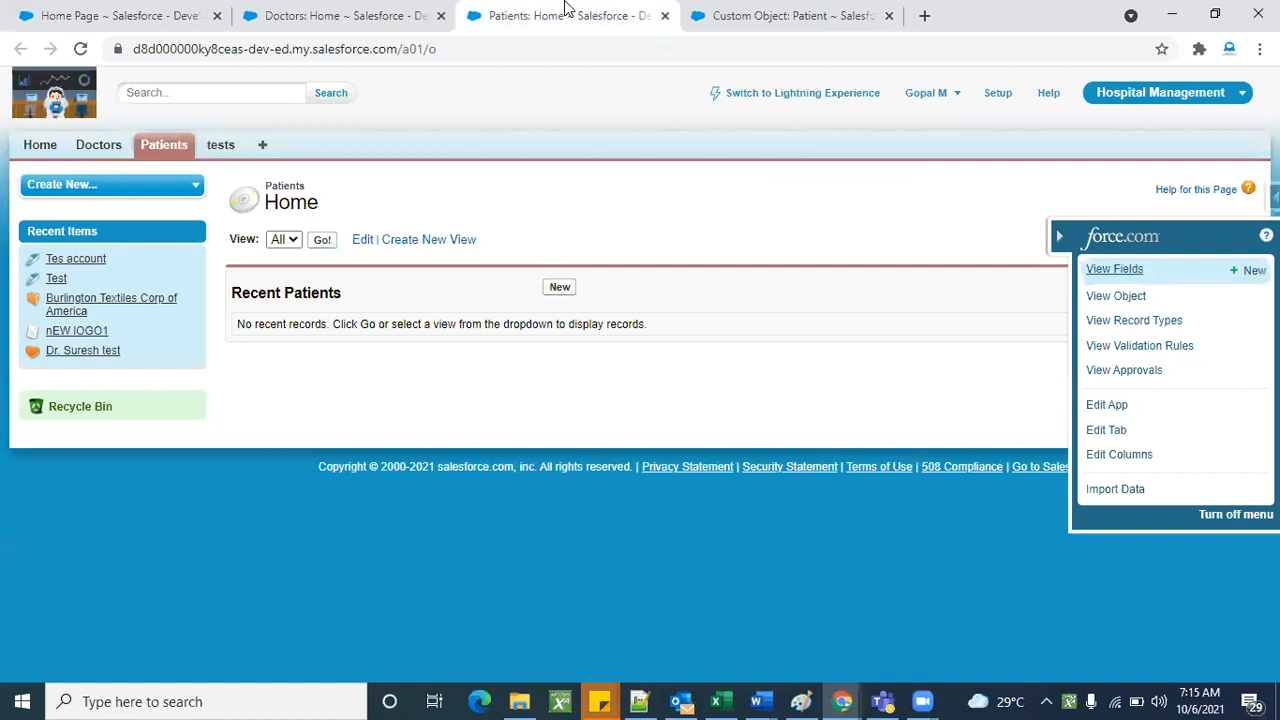 Home Page ~ Salesforce - Devel
Doctors: Home ~ Salesforce - De
Patients: Home ~ Salesforce - De
Custom Object: Patient ~ Salesf
d8d000000ky8ceas-dev-ed.my.salesforce.com/a01/o
Search...
Search
Switch to Lightning Experience
Gopal M
Setup
Help
Hospital Management
Home
Doctors
Patients
tests
Create New...
Recent Items
Tes account
Test
Burlington Textiles Corp of
America
nEW lOGO1
Dr. Suresh test
Recycle Bin
Patients
Home
Help for this Page
View: All Go! Edit | Create New View
Recent Patients
New
No recent records. Click Go or select a view from the dropdown to display records.
force.com
View Fields
+ New
View Object
View Record Types
View Validation Rules
View Approvals
Edit App
Edit Tab
Edit Columns
Import Data
Turn off menu
Copyright © 2000-2021 salesforce.com, inc. All rights reserved. | Privacy Statement | Security Statement | Terms of Use | 508 Compliance | Go to Sales
Type here to search
29°C
7:15 AM
10/6/2021
29